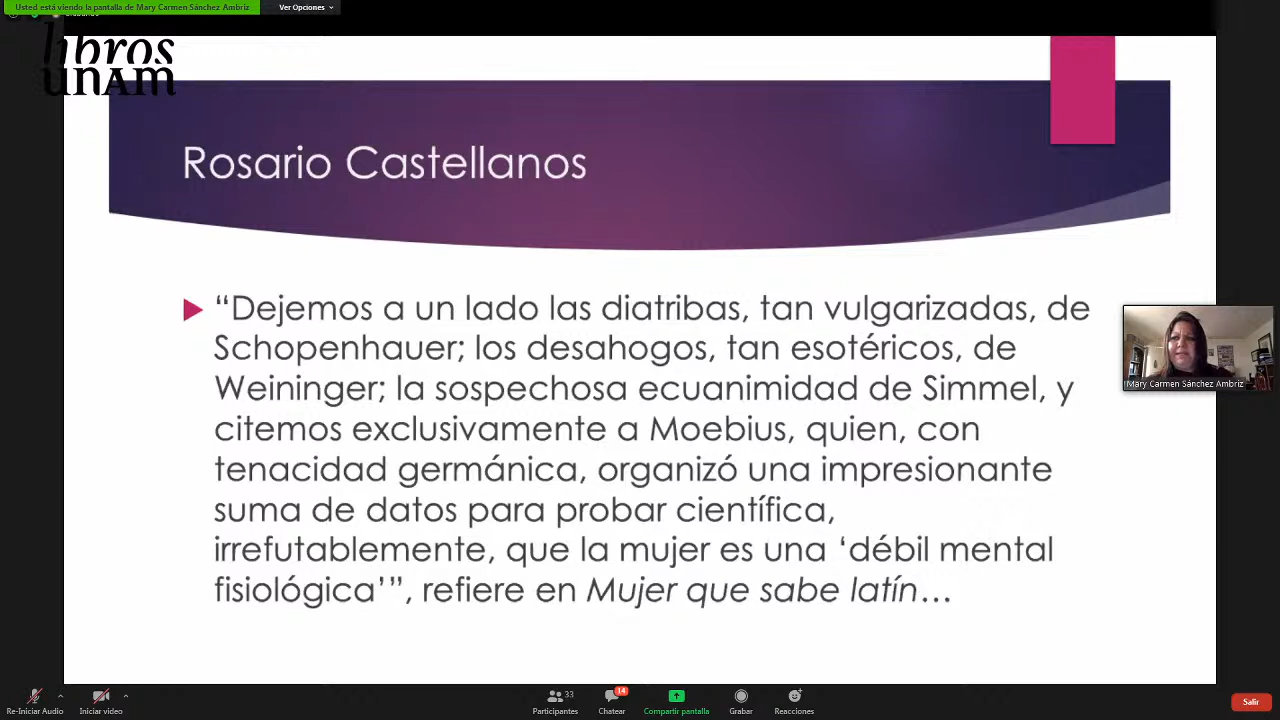 Usted está viendo la pantalla de Mary Carmen Sánchez Ambriz
Ver Opciones
libros
UNAM
Rosario Castellanos
“Dejemos a un lado las diatribas, tan vulgarizadas, de
Schopenhauer; los desahogos, tan esotéricos, de
Weininger; la sospechosa ecuanimidad de Simmel, y
citemos exclusivamente a Moebius, quien, con
tenacidad germánica, organizó una impresionante
suma de datos para probar científica,
irrefutablemente, que la mujer es una ‘débil mental
fisiológica’”, refiere en Mujer que sabe latín…
Mary Carmen Sánchez Ambriz
Re-Iniciar Audio
Iniciar video
33
Participantes
14
Chatear
Compartir pantalla
Grabar
Reacciones
Salir